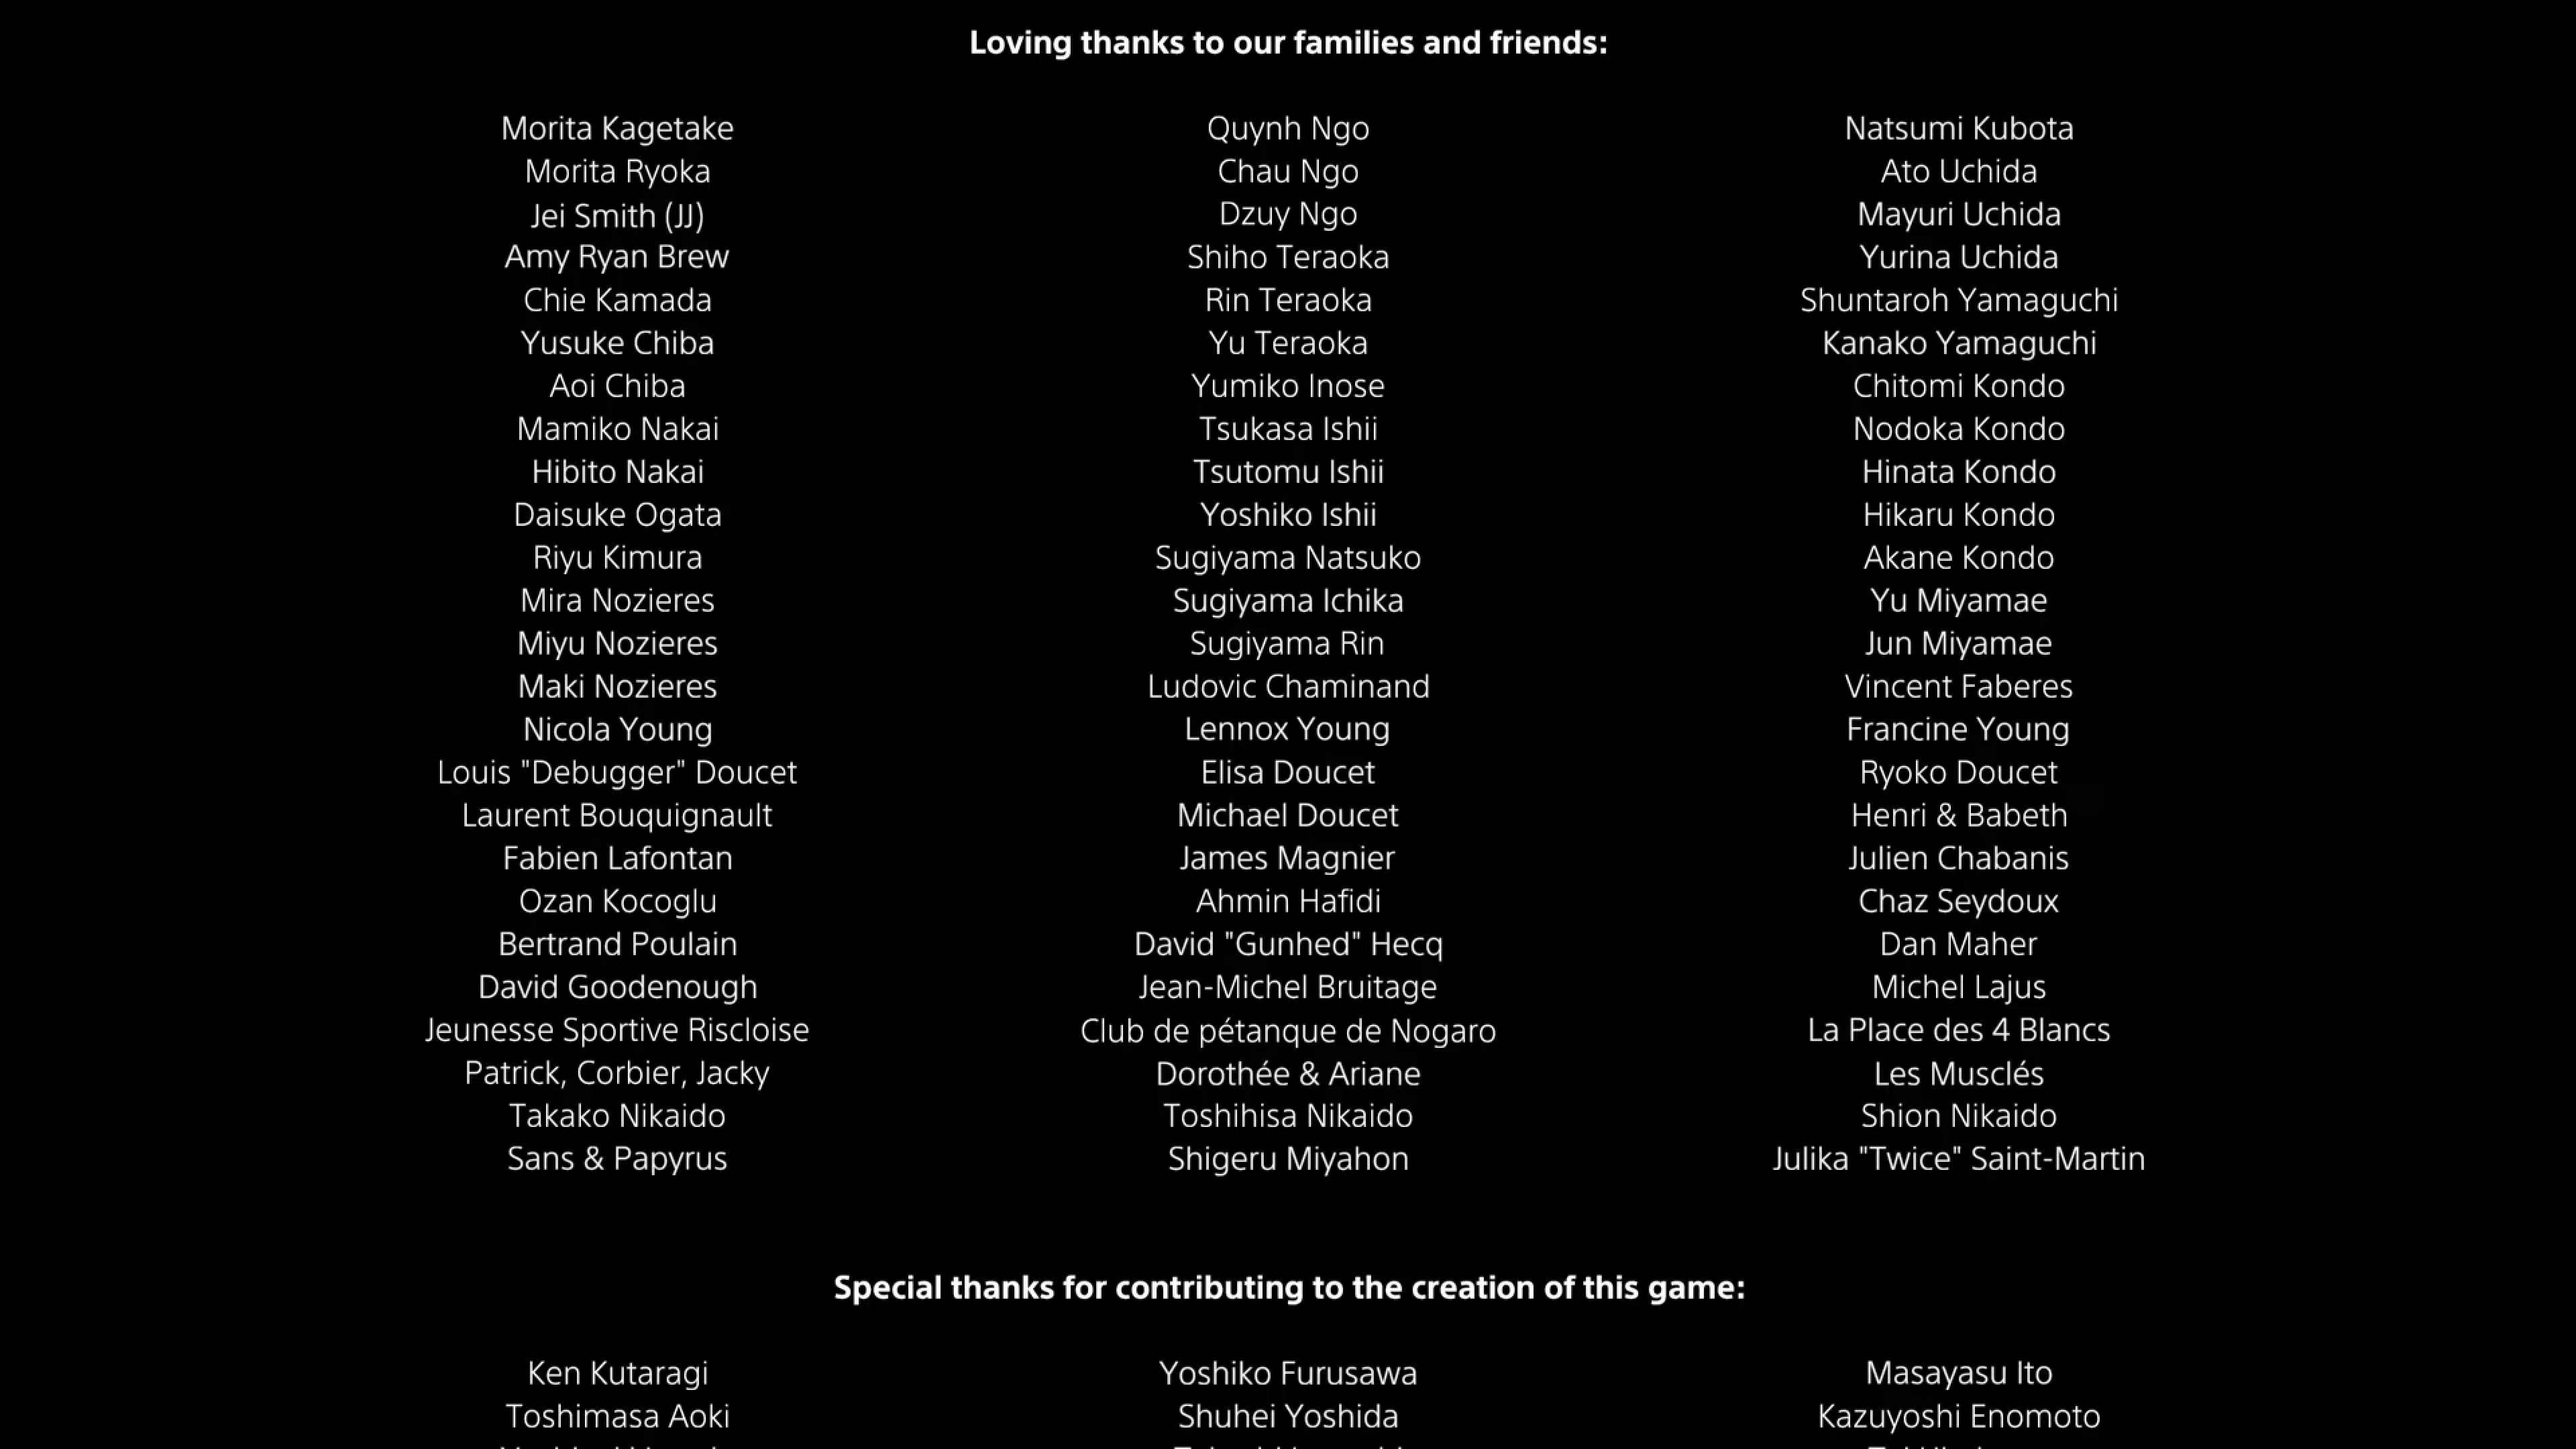 Loving thanks to our families and friends:
Morita Kagetake Quynh Ngo Natsumi Kubota
Morita Ryoka Chau Ngo Ato Uchida
Jei Smith (JJ) Dzuy Ngo Mayuri Uchida
Amy Ryan Brew Shiho Teraoka Yurina Uchida
Chie Kamada Rin Teraoka Shuntaroh Yamaguchi
Yusuke Chiba Yu Teraoka Kanako Yamaguchi
Aoi Chiba Yumiko Inose Chitomi Kondo
Mamiko Nakai Tsukasa Ishii Nodoka Kondo
Hibito Nakai Tsutomu Ishii Hinata Kondo
Daisuke Ogata Yoshiko Ishii Hikaru Kondo
Riyu Kimura Sugiyama Natsuko Akane Kondo
Mira Nozieres Sugiyama Ichika Yu Miyamae
Miyu Nozieres Sugiyama Rin Jun Miyamae
Maki Nozieres Ludovic Chaminand Vincent Faberes
Nicola Young Lennox Young Francine Young
Louis "Debugger" Doucet Elisa Doucet Ryoko Doucet
Laurent Bouquignault Michael Doucet Henri & Babeth
Fabien Lafontan James Magnier Julien Chabanis
Ozan Kocoglu Ahmin Hafidi Chaz Seydoux
Bertrand Poulain David "Gunhed" Hecq Dan Maher
David Goodenough Jean-Michel Bruitage Michel Lajus
Jeunesse Sportive Riscloise Club de pétanque de Nogaro La Place des 4 Blancs
Patrick, Corbier, Jacky Dorothée & Ariane Les Musclés
Takako Nikaido Toshihisa Nikaido Shion Nikaido
Sans & Papyrus Shigeru Miyahon Julika "Twice" Saint-Martin
Special thanks for contributing to the creation of this game:
Ken Kutaragi Yoshiko Furusawa Masayasu Ito
Toshimasa Aoki Shuhei Yoshida Kazuyoshi Enomoto